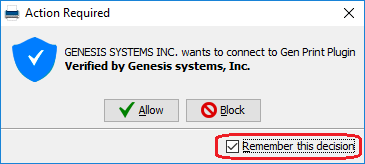 Action Required
GENESIS SYSTEMS INC. wants to connect to Gen Print Plugin
Verified by Genesis systems, Inc.
Allow
Block
Remember this decision